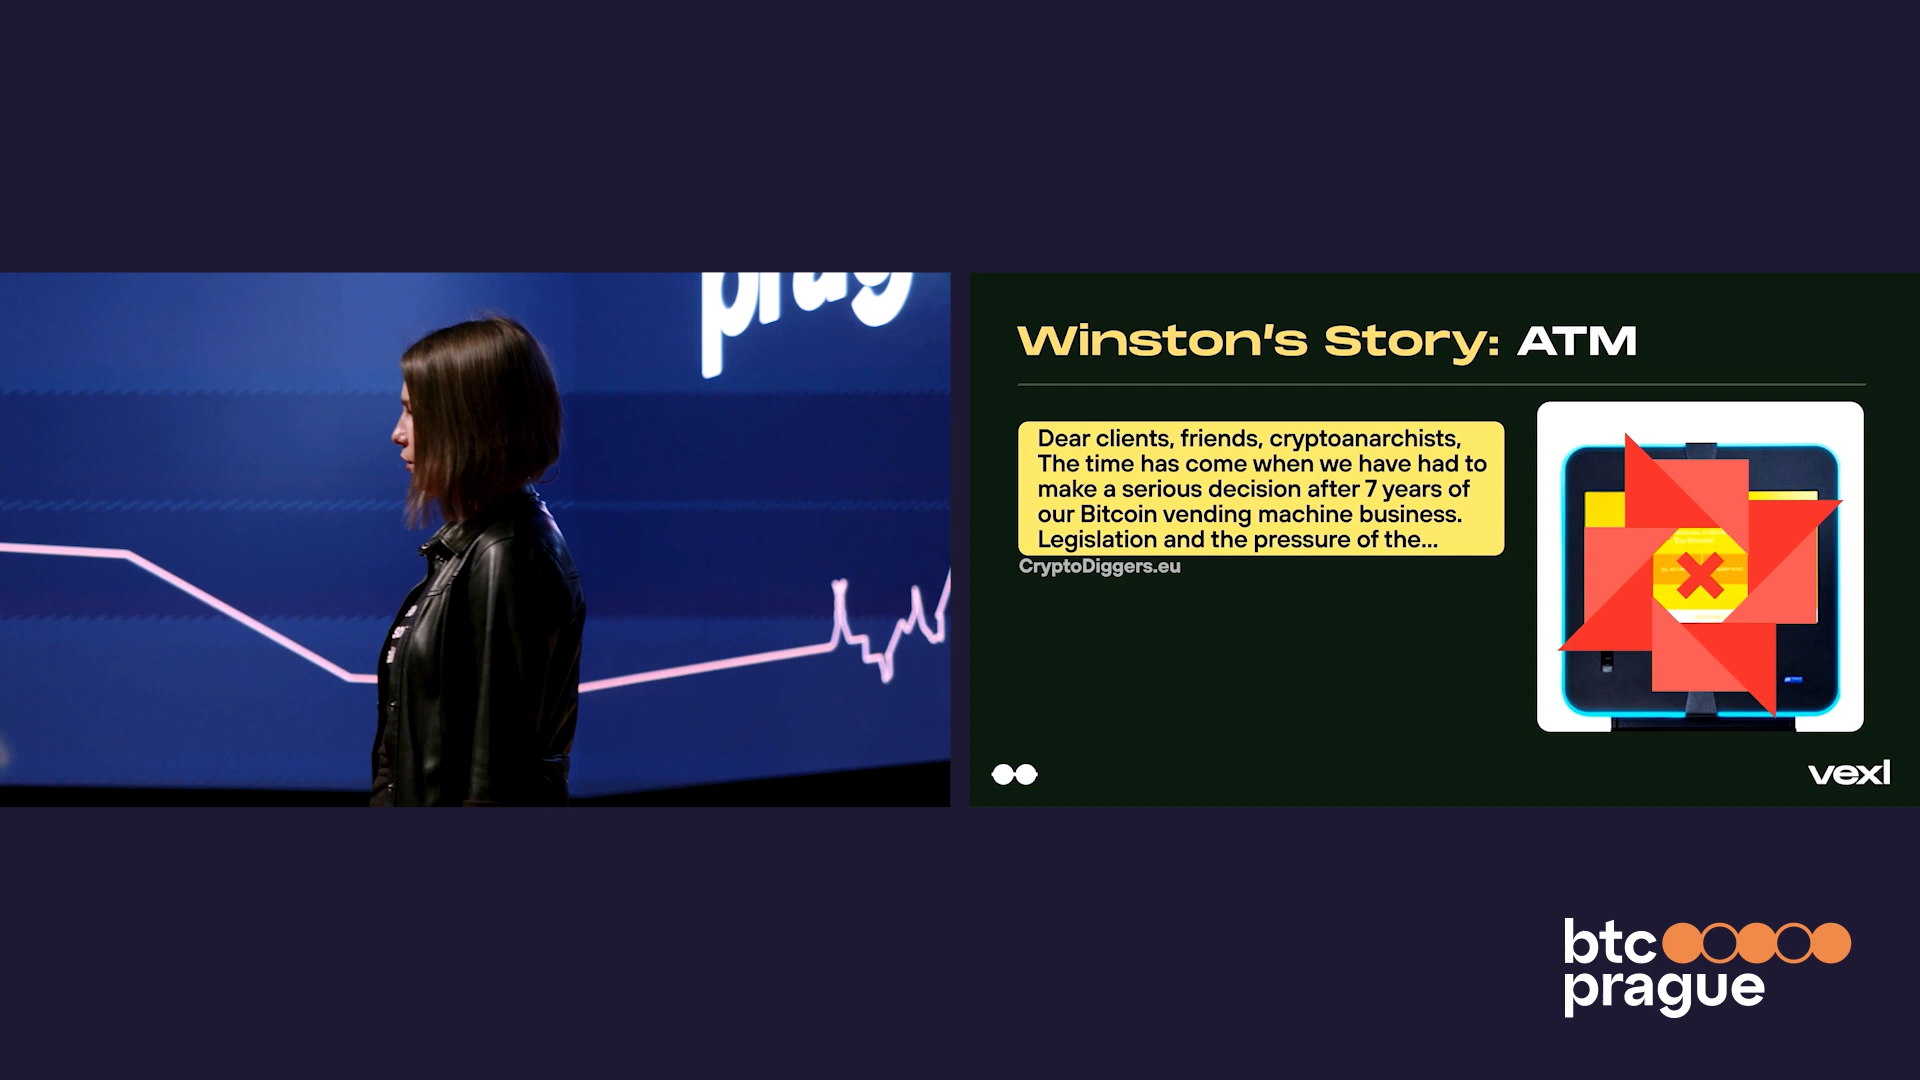 prag
Winston's Story: ATM
Dear clients, friends, cryptoanarchists,
The time has come when we have had to
make a serious decision after 7 years of
our Bitcoin vending machine business.
Legislation and the pressure of the...
CryptoDiggers.eu
vexl
btc
prague